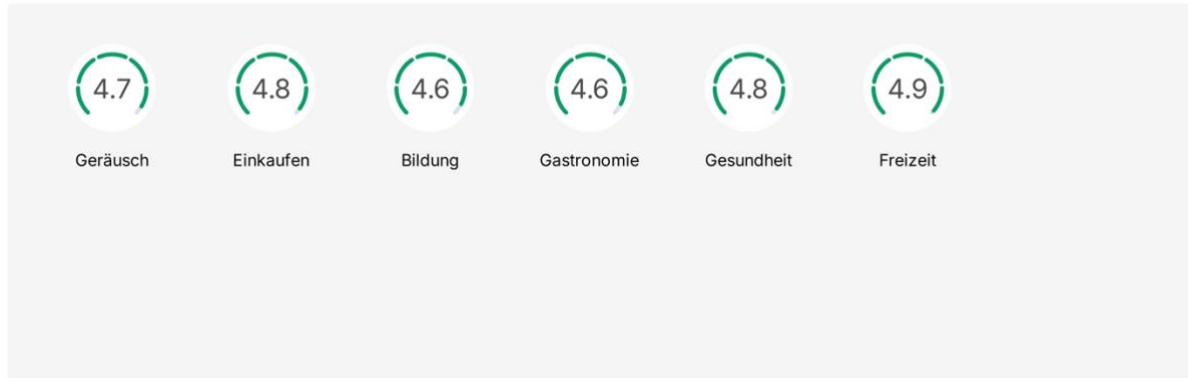 4.7 4.8 4.6 4.6 4.8 4.9
Geräusch Einkaufen Bildung Gastronomie Gesundheit Freizeit